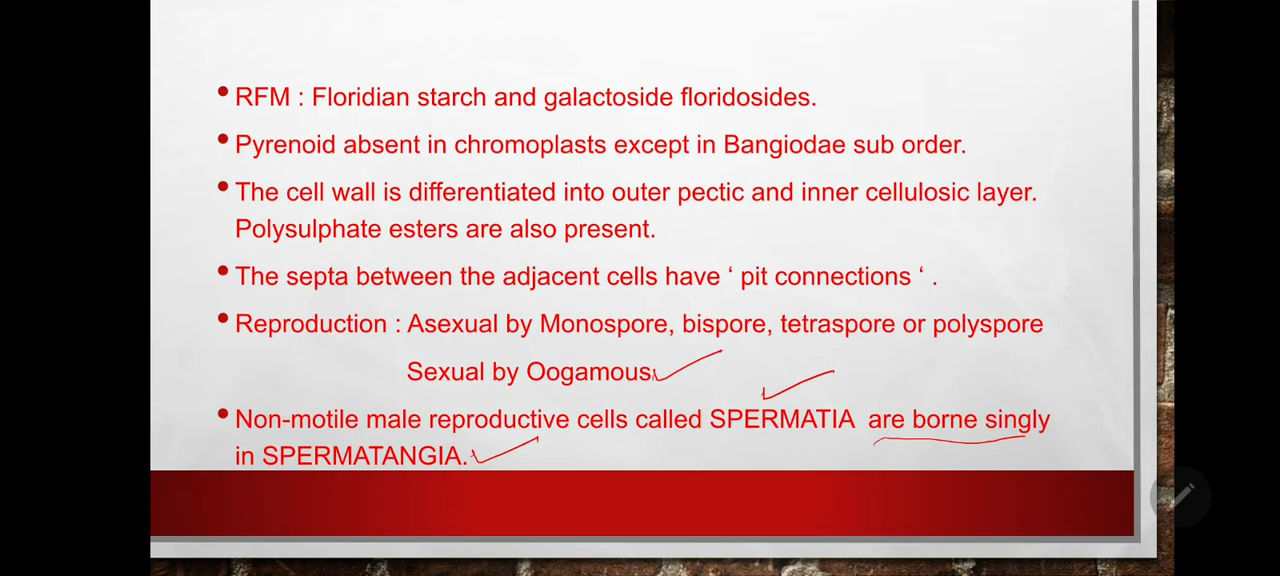 • RFM : Floridian starch and galactoside floridosides.
• Pyrenoid absent in chromoplasts except in Bangiodae sub order.
• The cell wall is differentiated into outer pectic and inner cellulosic layer.
Polysulphate esters are also present.
• The septa between the adjacent cells have ‘ pit connections ‘ .
• Reproduction : Asexual by Monospore, bispore, tetraspore or polyspore
Sexual by Oogamous.
• Non-motile male reproductive cells called SPERMATIA are borne singly
in SPERMATANGIA.